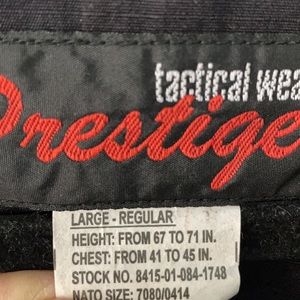 tactical wea
Prestige
LARGE - REGULAR
HEIGHT: FROM 67 TO 71 IN.
CHEST: FROM 41 TO 45 IN.
STOCK NO. 8415-01-084-1748
NATO SIZE: 7080/0414